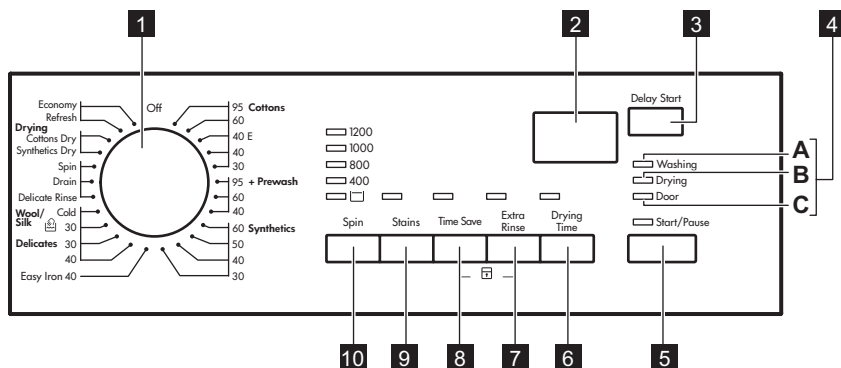 1
2
3
4
Off
Economy
Refresh
Drying
Cottons Dry
Synthetics Dry
Spin
Drain
Delicate Rinse
Wool/
Silk
Cold
30
Delicates 30
40
Easy Iron 40
95 Cottons
60
40 E
40
30
95 + Prewash
60
40
60 Synthetics
50
40
30
1200
1000
800
400
Delay Start
Washing
Drying
Door
A
B
C
Start/Pause
Spin
Stains
Time Save
Extra
Rinse
Drying
Time
10
9
8
7
6
5